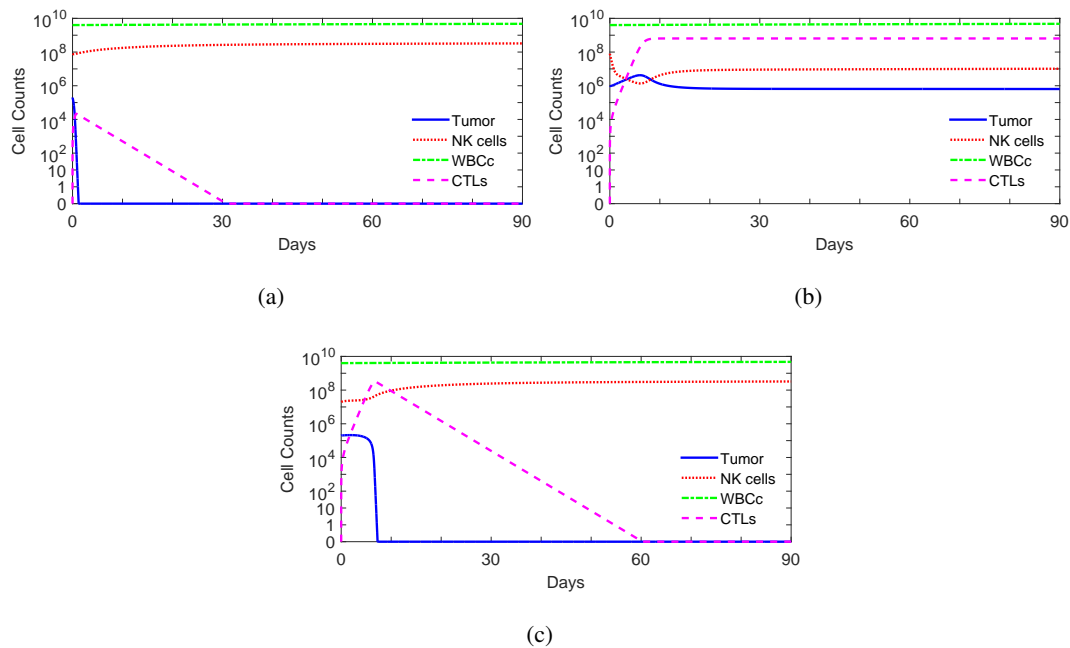 10^10
10^8
10^6
10^4
10^2
10
1
0
Cell Counts
0 30 60 90
Days
Tumor
NK cells
WBCc
CTLs
(a)
10^10
10^8
10^6
10^4
10^2
10
1
0
Cell Counts
0 30 60 90
Days
Tumor
NK cells
WBCc
CTLs
(b)
10^10
10^8
10^6
10^4
10^2
10
1
0
Cell Counts
0 30 60 90
Days
Tumor
NK cells
WBCc
CTLs
(c)